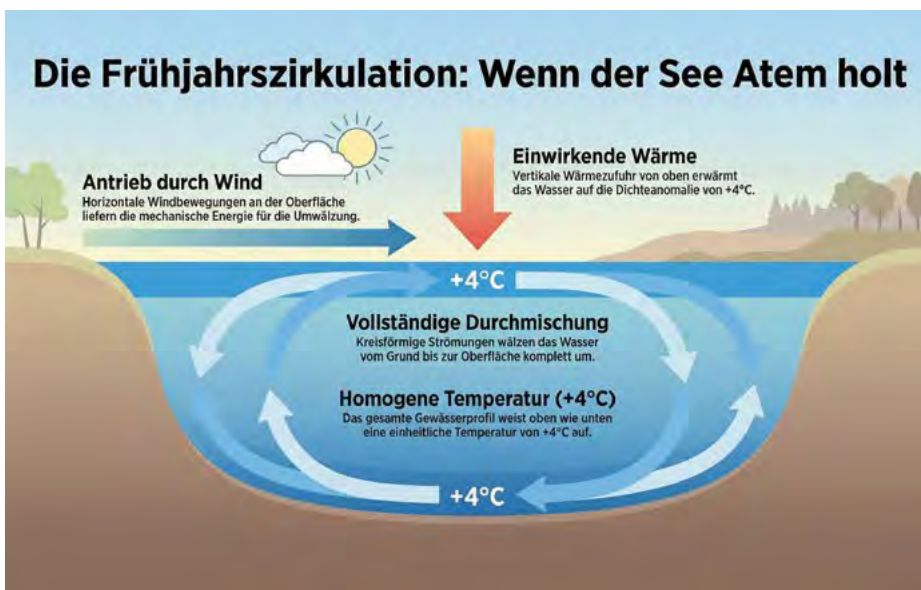 Die Frühjahrszirkulation: Wenn der See Atem holt
Antrieb durch Wind
Horizontale Windbewegungen an der Oberfläche
liefern die mechanische Energie für die Umwälzung.
Einwirkende Wärme
Vertikale Wärmezufuhr von oben erwärmt
das Wasser auf die Dichteanomalie von +4°C.
+4°C
Vollständige Durchmischung
Kreisförmige Strömungen wälzen das Wasser
vom Grund bis zur Oberfläche komplett um.
Homogene Temperatur (+4°C)
Das gesamte Gewässerprofil weist oben wie unten
eine einheitliche Temperatur von +4°C auf.
+4°C